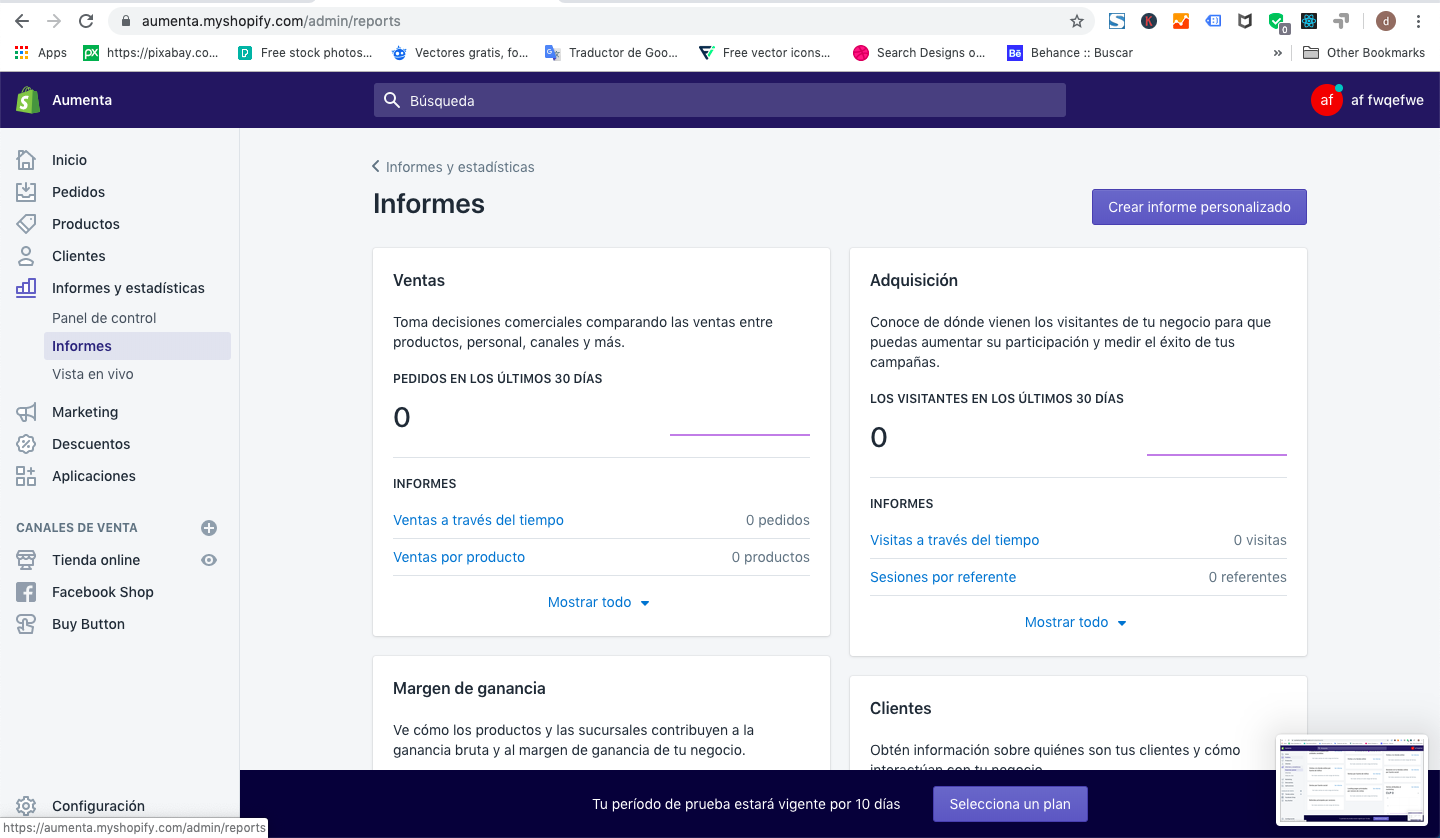 aumenta.myshopify.com/admin/reports
Apps
https://pixabay.co...
Free stock photos...
Vectores gratis, fo...
Traductor de Goo...
Free vector icons...
Search Designs o...
Behance :: Buscar
»
Other Bookmarks
Aumenta
Búsqueda
af
af fwqefwe
Inicio
Pedidos
Productos
Clientes
Informes y estadísticas
Panel de control
Informes
Vista en vivo
Marketing
Descuentos
Aplicaciones
CANALES DE VENTA
Tienda online
Facebook Shop
Buy Button
Configuración
Informes y estadísticas
Informes
Crear informe personalizado
Ventas
Toma decisiones comerciales comparando las ventas entre
productos, personal, canales y más.
PEDIDOS EN LOS ÚLTIMOS 30 DÍAS
0
INFORMES
Ventas a través del tiempo 0 pedidos
Ventas por producto 0 productos
Mostrar todo
Adquisición
Conoce de dónde vienen los visitantes de tu negocio para que
puedas aumentar su participación y medir el éxito de tus
campañas.
LOS VISITANTES EN LOS ÚLTIMOS 30 DÍAS
0
INFORMES
Visitas a través del tiempo 0 visitas
Sesiones por referente 0 referentes
Mostrar todo
Margen de ganancia
Ve cómo los productos y las sucursales contribuyen a la
ganancia bruta y al margen de ganancia de tu negocio.
Clientes
Obtén información sobre quiénes son tus clientes y cómo
interactúan con tu negocio.
Tu período de prueba estará vigente por 10 días
Selecciona un plan
https://aumenta.myshopify.com/admin/reports